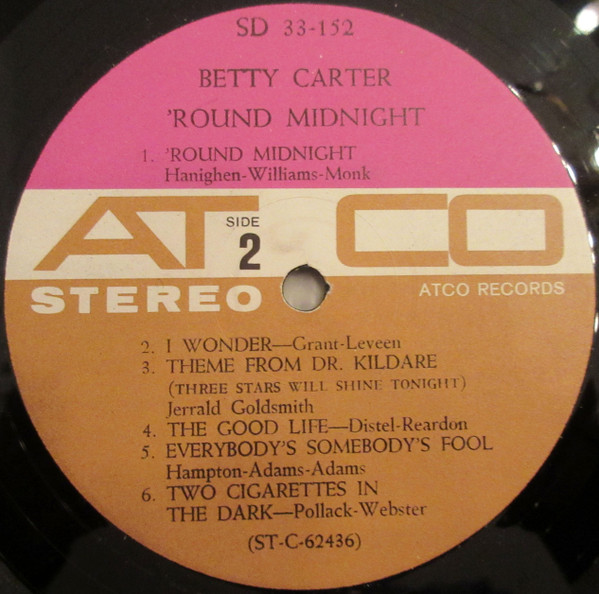 SD 33-152
BETTY CARTER
'ROUND MIDNIGHT
1. 'ROUND MIDNIGHT
Hanighen-Williams-Monk
ATCO
SIDE
2
STEREO
ATCO RECORDS
2. I WONDER—Grant-Leveen
3. THEME FROM DR. KILDARE
(THREE STARS WILL SHINE TONIGHT)
Jerrald Goldsmith
4. THE GOOD LIFE—Distel-Reardon
5. EVERYBODY'S SOMEBODY'S FOOL
Hampton-Adams-Adams
6. TWO CIGARETTES IN
THE DARK—Pollack-Webster
(ST-C-62436)